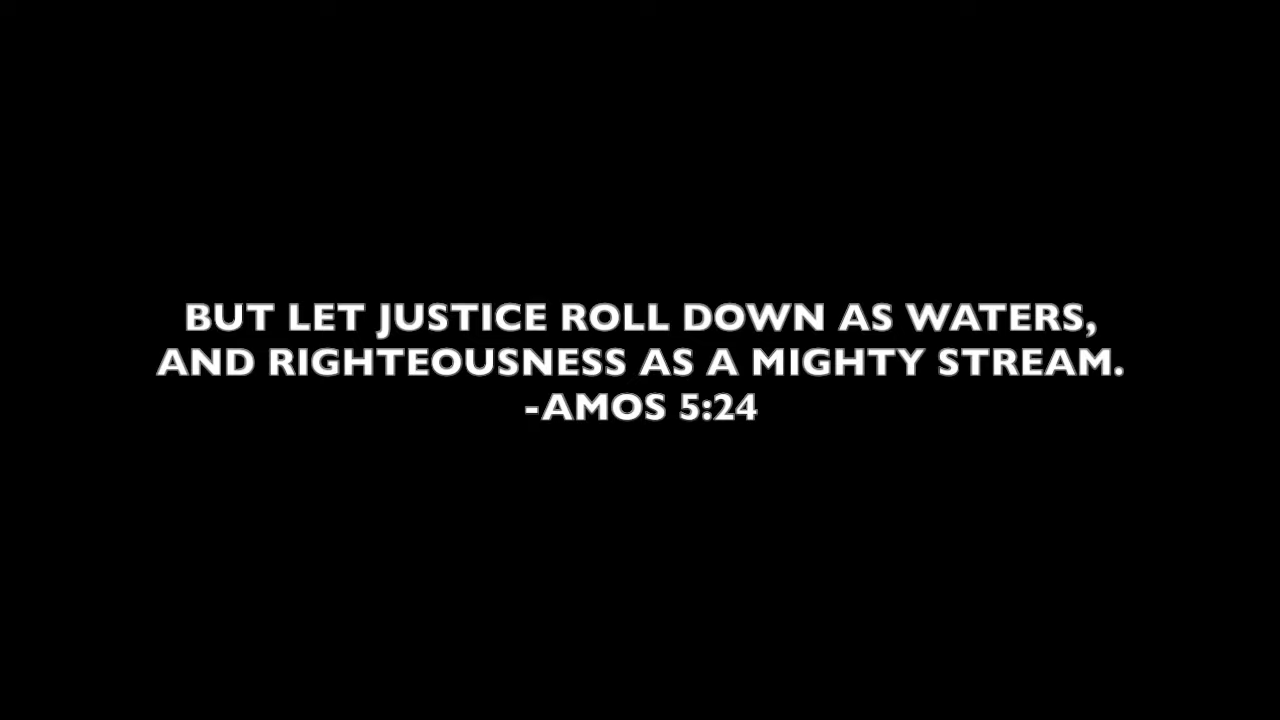 BUT LET JUSTICE ROLL DOWN AS WATERS,
AND RIGHTEOUSNESS AS A MIGHTY STREAM.
-AMOS 5:24